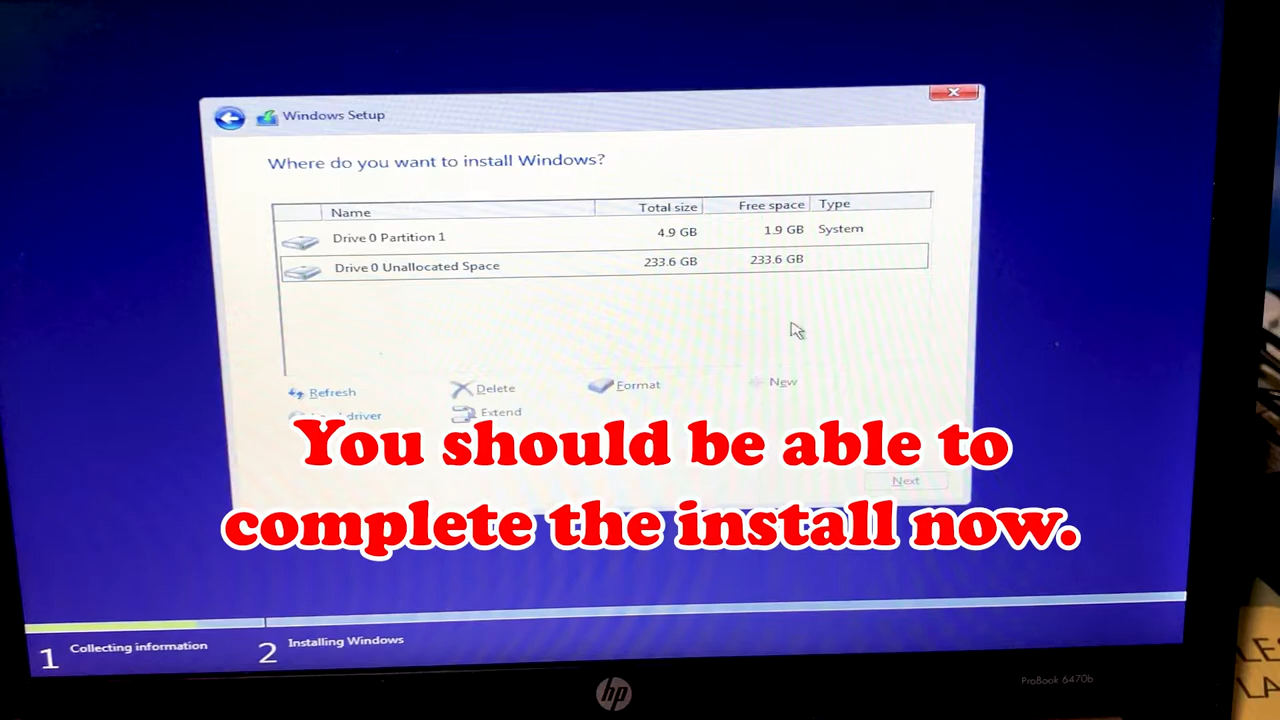 Windows Setup
Where do you want to install Windows?
Name Total size Free space Type
Drive 0 Partition 1 4.9 GB 1.9 GB System
Drive 0 Unallocated Space 233.6 GB 233.6 GB
Refresh Delete Format New
driver Extend
You should be able to
Next
complete the install now.
1 Collecting information 2 Installing Windows
hp
ProBook 6470b